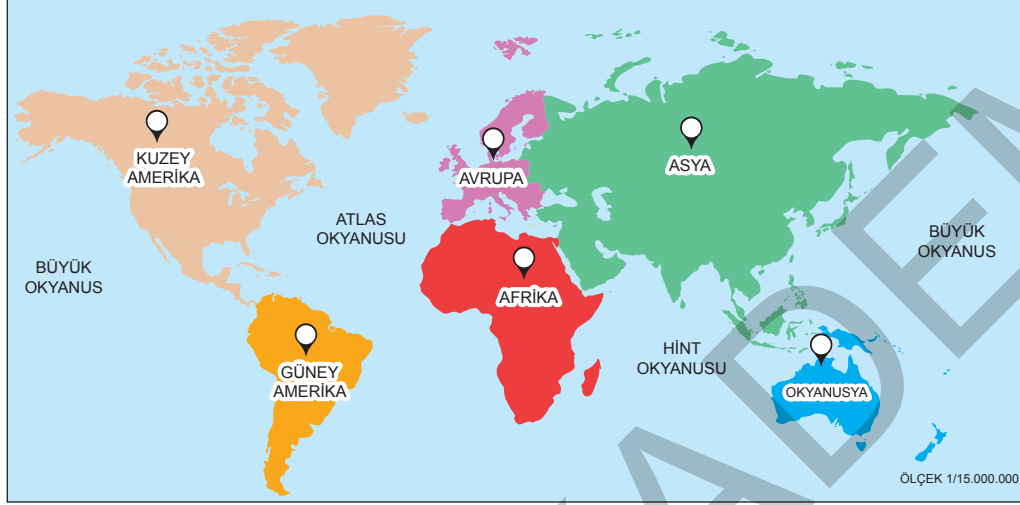 KUZEY
AMERİKA
AVRUPA
ASYA
ATLAS
OKYANUSU
BÜYÜK
OKYANUS
BÜYÜK
OKYANUS
AFRİKA
HİNT
OKYANUSU
GÜNEY
AMERİKA
OKYANUSYA
ÖLÇEK 1/15.000.000